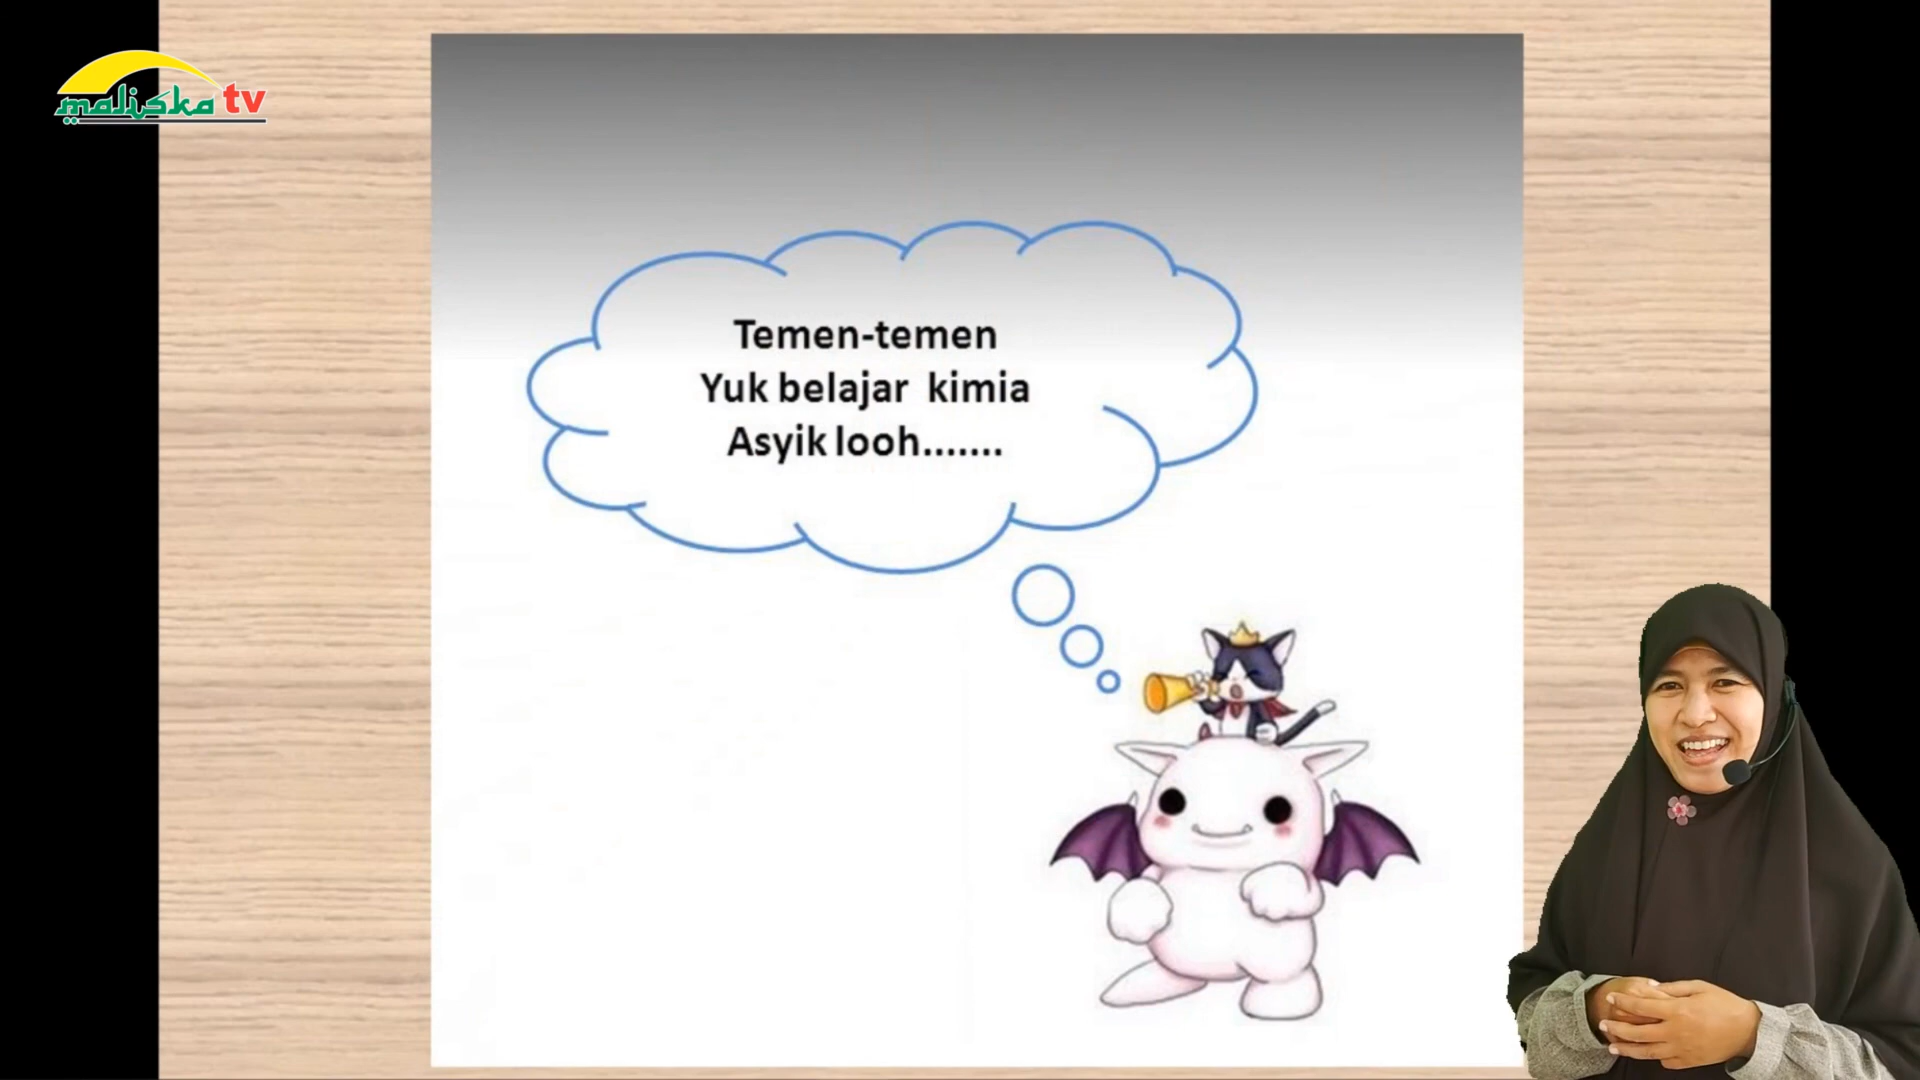 maliska tv
Temen-temen
Yuk belajar kimia
Asyik looh.......